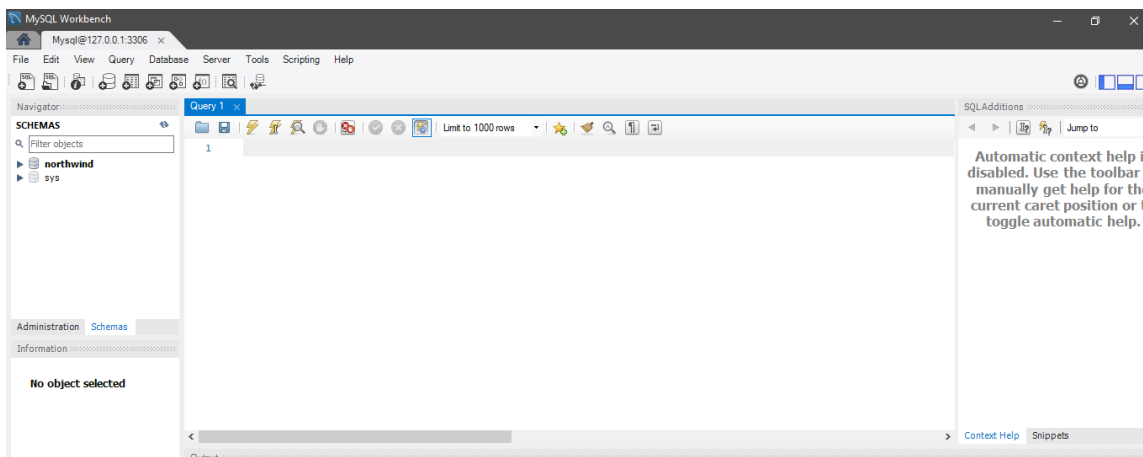 MySQL Workbench
Mysql@127.0.0.1:3306
File Edit View Query Database Server Tools Scripting Help
Navigator
SCHEMAS
Filter objects
northwind
sys
Administration Schemas
Information
No object selected
Query 1
Limit to 1000 rows
1
SQLAdditions
Jump to
Automatic context help i
disabled. Use the toolbar
manually get help for the
current caret position or t
toggle automatic help.
Context Help Snippets